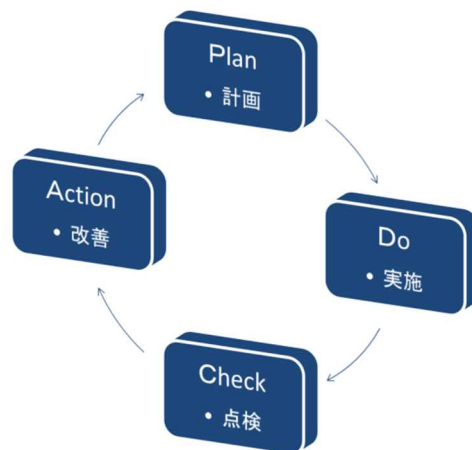 Plan
• 計画
Do
• 実施
Check
• 点検
Action
• 改善